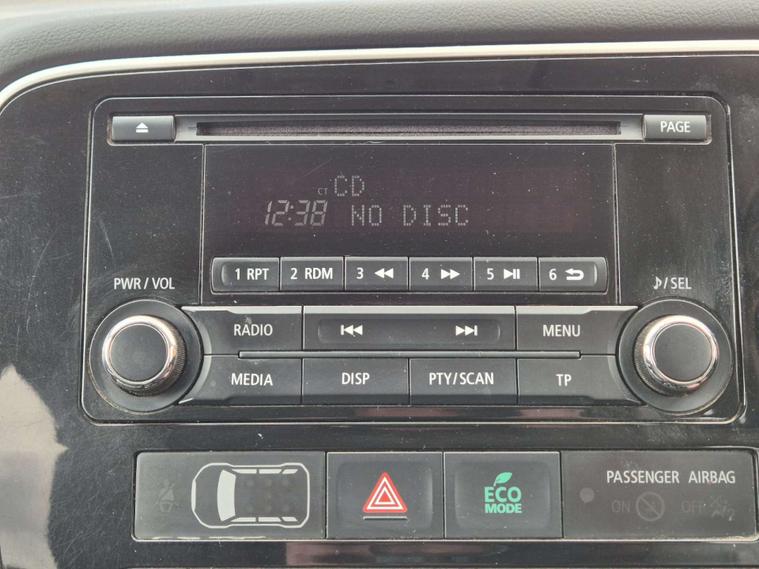 PAGE
CT CD
12:38 NO DISC
1 RPT 2 RDM 3 4 5 6
PWR / VOL
♪/SEL
RADIO MENU
MEDIA DISP PTY/SCAN TP
ECO
MODE
PASSENGER AIRBAG
ON OFF